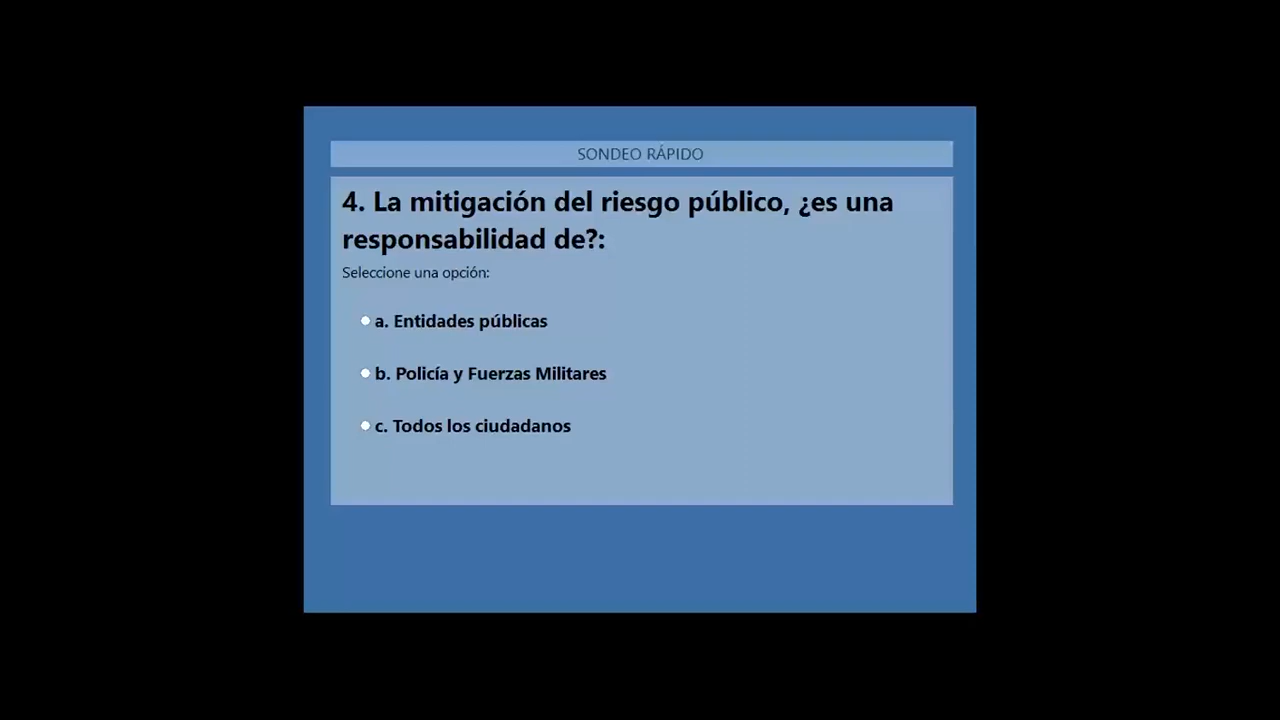 SONDEO RÁPIDO
4. La mitigación del riesgo público, ¿es una
responsabilidad de?:
Seleccione una opción:
a. Entidades públicas
b. Policía y Fuerzas Militares
c. Todos los ciudadanos